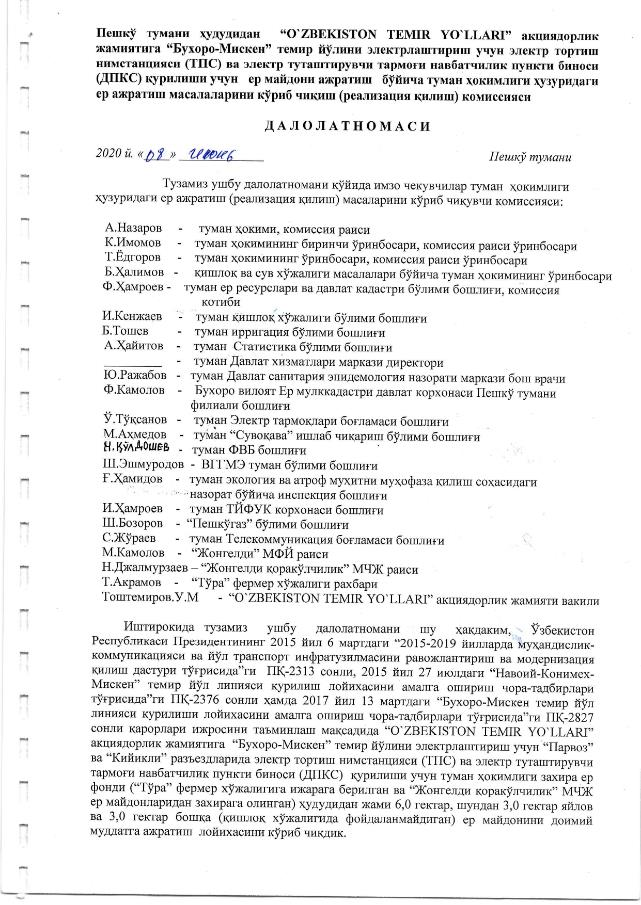 Пешкў тумани ҳудудидан “O`ZBEKISTON TEMIR YO`LLARI” акциядорлик
жамиятига “Бухоро-Мискен” темир йўлини электрлаштириш учун электр тортиш
нимстанцияси (ТПС) ва электр туташтирувчи тармоғи навбатчилик пункти биноси
(ДПКС) қурилиши учун ер майдони ажратиш бўйича туман ҳокимлиги ҳузуридаги
ер ажратиш масалаларини кўриб чиқиш (реализация қилиш) комиссияси
ДАЛОЛАТНОМАСИ
2020 й. «08» июнь Пешкў тумани
Тузамиз ушбу далолатномани қўйида имзо чекувчилар туман ҳокимлиги
ҳузуридаги ер ажратиш (реализация қилиш) масаларини кўриб чиқувчи комиссияси:
А.Назаров - туман ҳокими, комиссия раиси
К.Имомов - туман ҳокимининг биринчи ўринбосари, комиссия раиси ўринбосари
Т.Ёдгоров - туман ҳокимининг ўринбосари, комиссия раиси ўринбосари
Б.Ҳалимов - қишлоқ ва сув хўжалиги масалалари бўйича туман ҳокимининг ўринбосари
Ф.Ҳамроев - туман ер ресурслари ва давлат кадастри бўлими бошлиғи, комиссия
котиби
И.Кенжаев - туман қишлоқ хўжалиги бўлими бошлиғи
Б.Тошев - туман ирригация бўлими бошлиғи
А.Ҳайитов - туман Статистика бўлими бошлиғи
- туман Давлат хизматлари маркази директори
Ю.Ражабов - туман Давлат санитария эпидемология назорати маркази бош врачи
Ф.Камолов - Бухоро вилоят Ер мулккадастри давлат корхонаси Пешкў тумани
филиали бошлиғи
Ў.Тўқсанов - туман Электр тармоқлари боғламаси бошлиғи
М.Аҳмедов - туман “Сувоқава” ишлаб чикариш бўлими бошлиғи
Н.Қўлдошев - туман ФВБ бошлиғи
Ш.Эшмуродов - ВГГМЭ туман бўлими бошлиғи
Ғ.Ҳамидов - туман экология ва атроф муҳитни муҳофаза қилиш соҳасидаги
назорат бўйича инспекция бошлиғи
И.Ҳамроев - туман ТЙФУК корхонаси бошлиғи
Ш.Бозоров - “Пешкўгаз” бўлими бошлиғи
С.Жўраев - туман Телекоммуникация боғламаси бошлиғи
М.Камолов - “Жонгелди” МФЙ раиси
Н.Джалмурзаев – “Жонгелди қоракўлчилик” МЧЖ раиси
Т.Акрамов - “Тўра” фермер хўжалиги рахбари
Тоштемиров.У.М - “O`ZBEKISTON TEMIR YO`LLARI” акциядорлик жамияти вакили
Иштирокида тузамиз ушбу далолатномани шу ҳақдаким, Ўзбекистон
Республикаси Президентининг 2015 йил 6 мартдаги “2015-2019 йилларда муҳандислик-
коммуникацияси ва йўл транспорт инфратузилмасини равожлантириш ва модернизация
қилиш дастури тўғрисида”ги ПҚ-2313 сонли, 2015 йил 27 июлдаги “Навоий-Конимех-
Мискен” темир йўл линияси қурилиш лойихасини амалга ошириш чора-тадбирлари
тўғрисида”ги ПҚ-2376 сонли ҳамда 2017 йил 13 мартдаги “Бухоро-Мискен темир йўл
линияси қурилиши лойихасини амалга ошириш чора-тадбирлари тўғрисида”ги ПҚ-2827
сонли қарорлари ижросини таъминлаш мақсадида “O`ZBEKISTON TEMIR YO`LLARI”
акциядорлик жамиятига “Бухоро-Мискен” темир йўлини электрлаштириш учун “Парвоз”
ва “Кийикли” разъездларида электр тортиш нимстанцияси (ТПС) ва электр туташтирувчи
тармоғи навбатчилик пункти биноси (ДПКС) қурилиши учун туман ҳокимлиги захира ер
фонди (“Тўра” фермер хўжалигига ижарага берилган ва “Жонгелди қоракўлчилик” МЧЖ
ер майдонларидан захирага олинган) ҳудудидан жами 6,0 гектар, шундан 3,0 гектар яйлов
ва 3,0 гектар бошқа (қишлоқ хўжалигида фойдаланмайдиган) ер майдонини доимий
муддатга ажратиш лойихасини кўриб чиқдик.